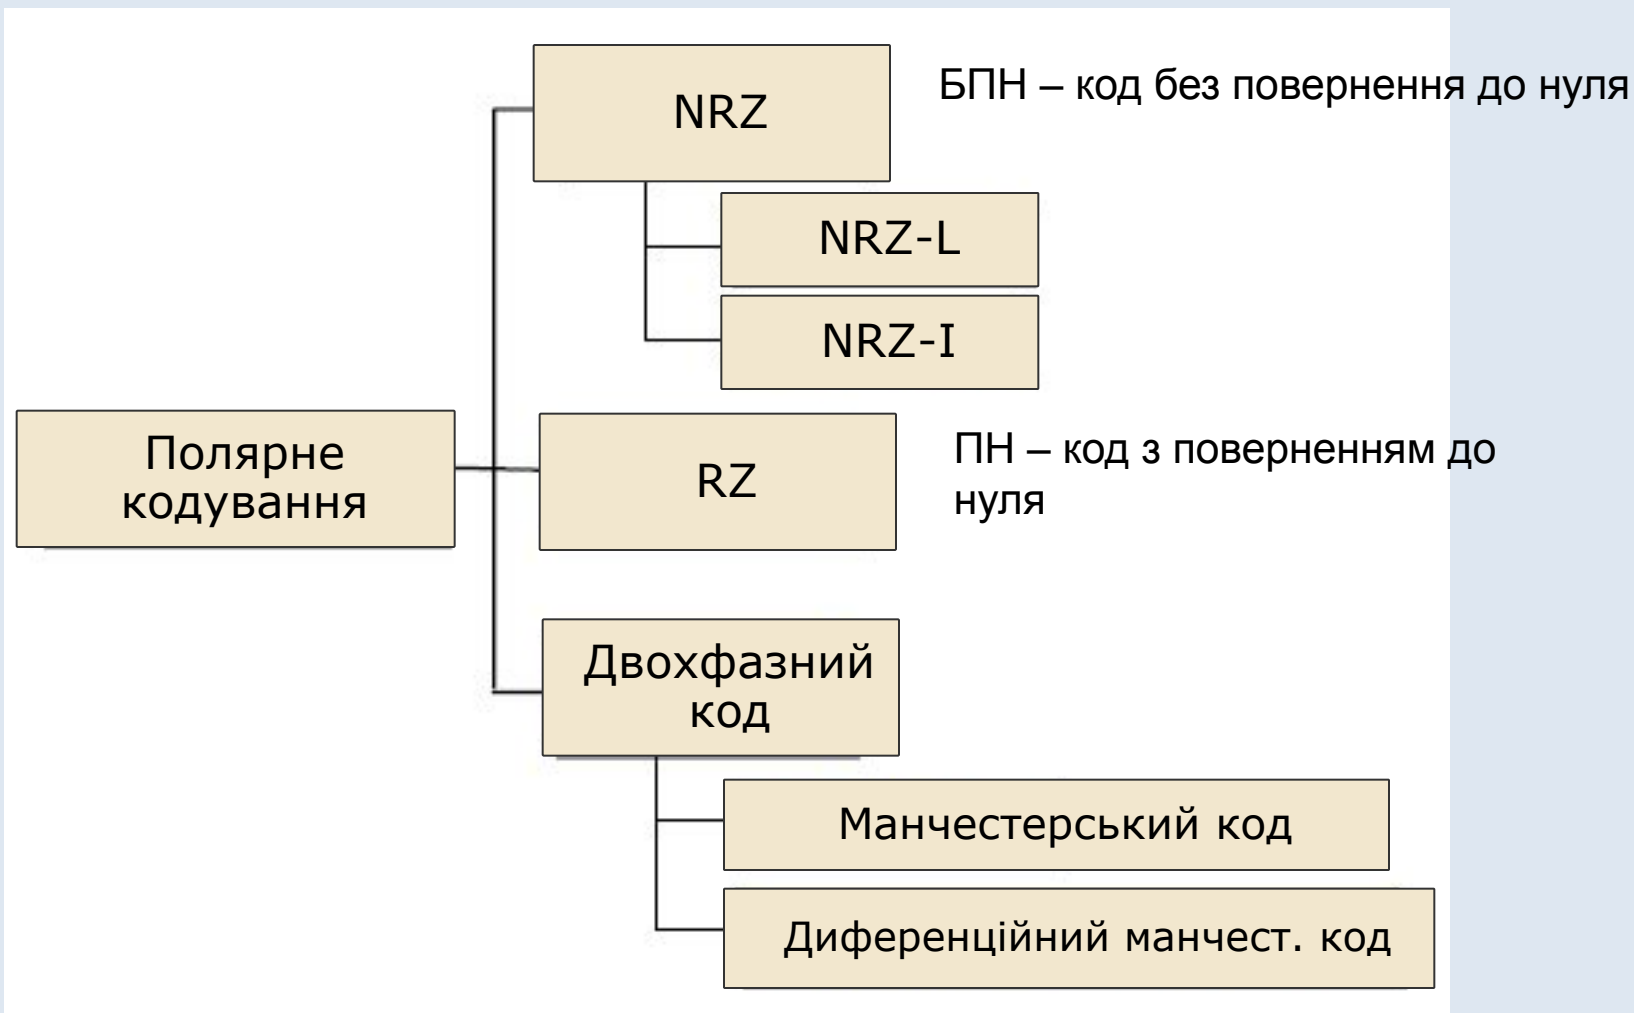 NRZ
БПН – код без повернення до нуля
NRZ-L
NRZ-I
Полярне
кодування
RZ
ПН – код з поверненням до
нуля
Двохфазний
код
Манчестерський код
Диференційний манчест. код